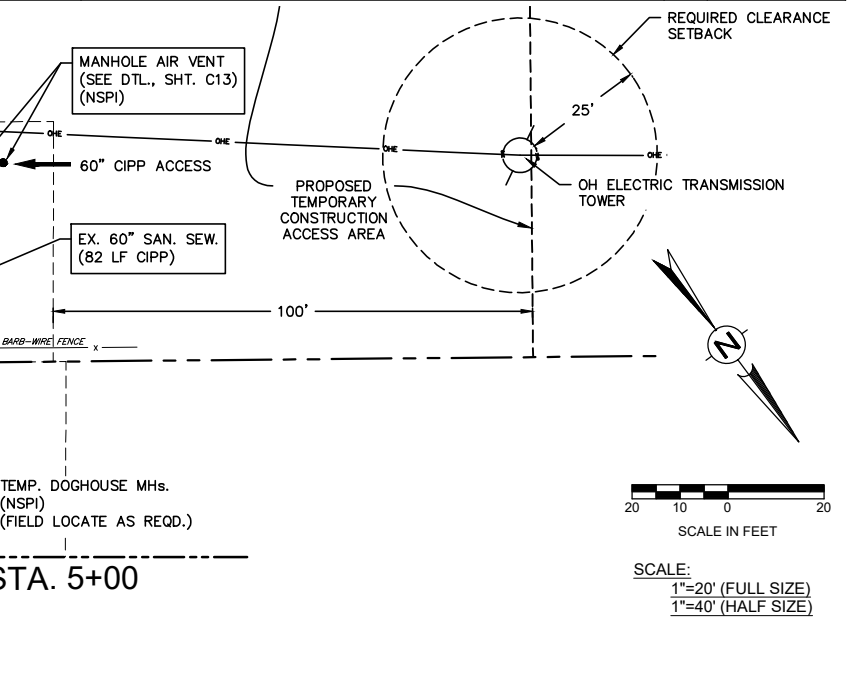 REQUIRED CLEARANCE
SETBACK
MANHOLE AIR VENT
(SEE DTL., SHT. C13)
(NSPI)
25'
OHE
OHE
OHE
OHE
60" CIPP ACCESS
PROPOSED
TEMPORARY
CONSTRUCTION
ACCESS AREA
OH ELECTRIC TRANSMISSION
TOWER
EX. 60" SAN. SEW.
(82 LF CIPP)
100'
BARB-WIRE FENCE
x
N
TEMP. DOGHOUSE MHs.
(NSPI)
(FIELD LOCATE AS REQD.)
20 10 0 20
SCALE IN FEET
STA. 5+00
SCALE:
1"=20' (FULL SIZE)
1"=40' (HALF SIZE)